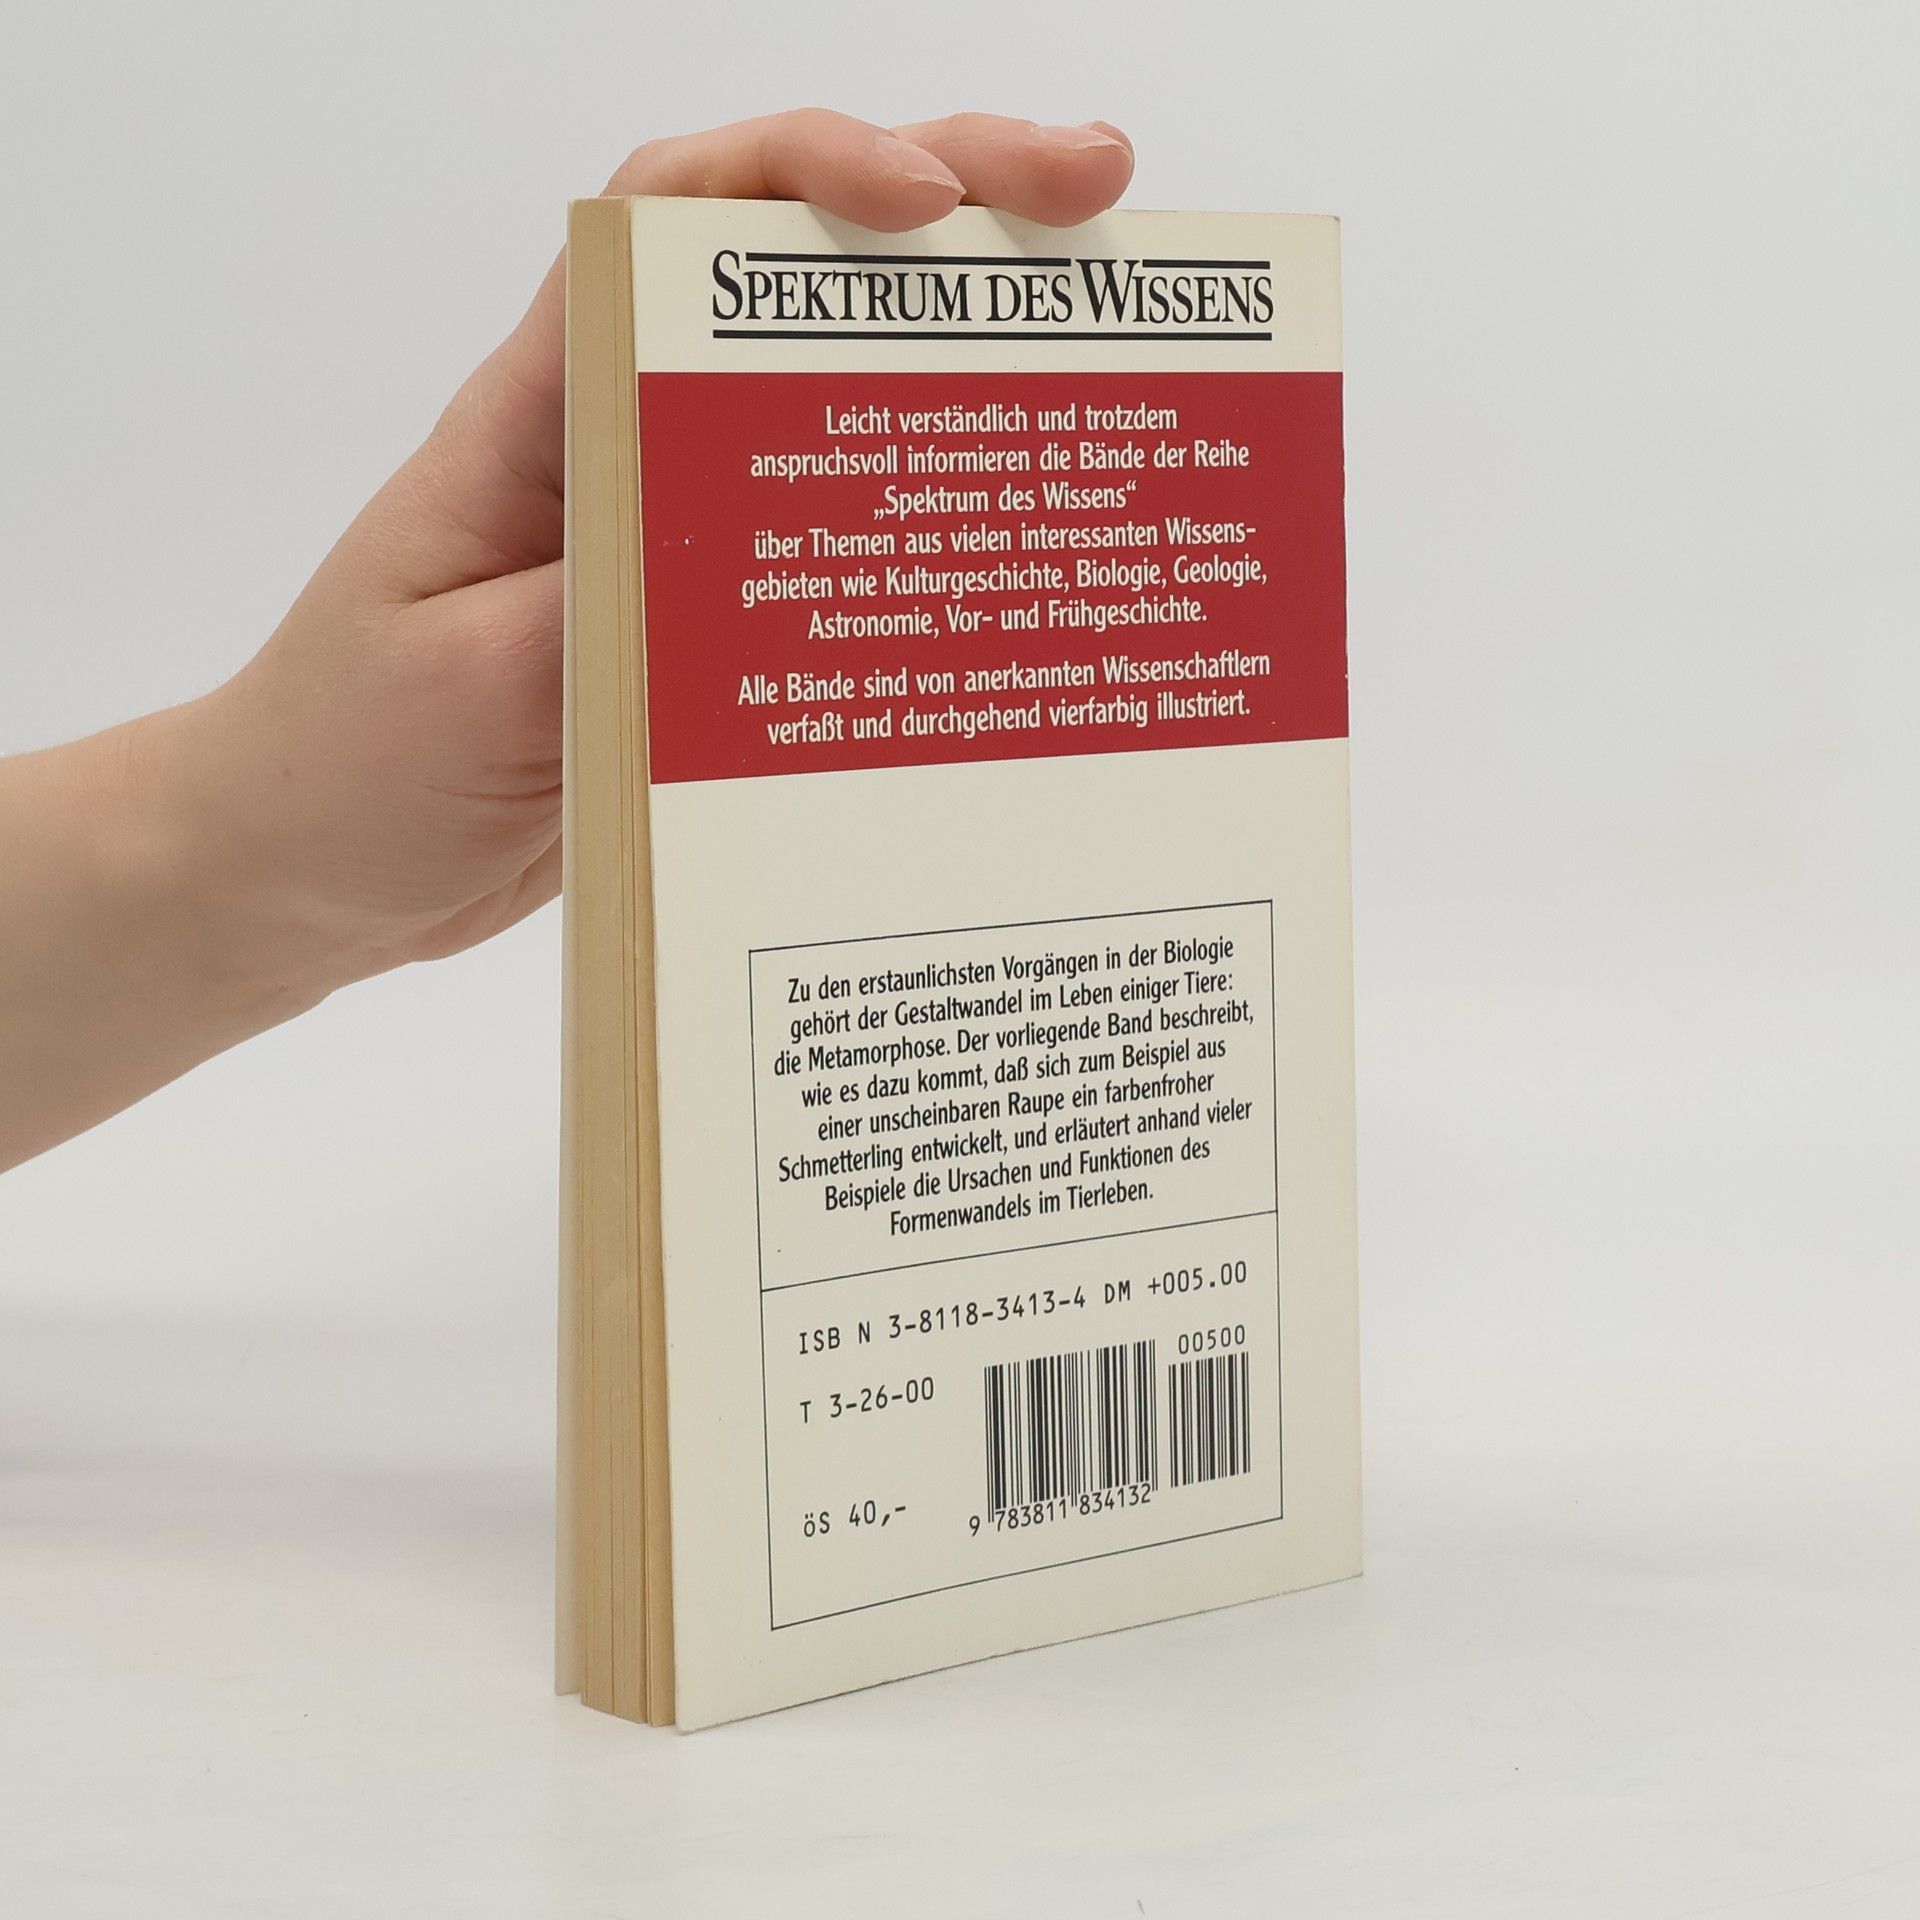 SPEKTRUM DES WISSENS
Leicht verständlich und trotzdem
anspruchsvoll informieren die Bände der Reihe
„Spektrum des Wissens“
über Themen aus vielen interessanten Wissens-
gebieten wie Kulturgeschichte, Biologie, Geologie,
Astronomie, Vor- und Frühgeschichte.
Alle Bände sind von anerkannten Wissenschaftlern
verfaßt und durchgehend vierfarbig illustriert.
Zu den erstaunlichsten Vorgängen in der Biologie
gehört der Gestaltwandel im Leben einiger Tiere:
die Metamorphose. Der vorliegende Band beschreibt,
wie es dazu kommt, daß sich zum Beispiel aus
einer unscheinbaren Raupe ein farbenfroher
Schmetterling entwickelt, und erläutert anhand vieler
Beispiele die Ursachen und Funktionen des
Formenwandels im Tierleben.
ISB N 3-8118-3413-4 DM +005.00
00500
T 3-26-00
öS 40,-
9 783811 834132